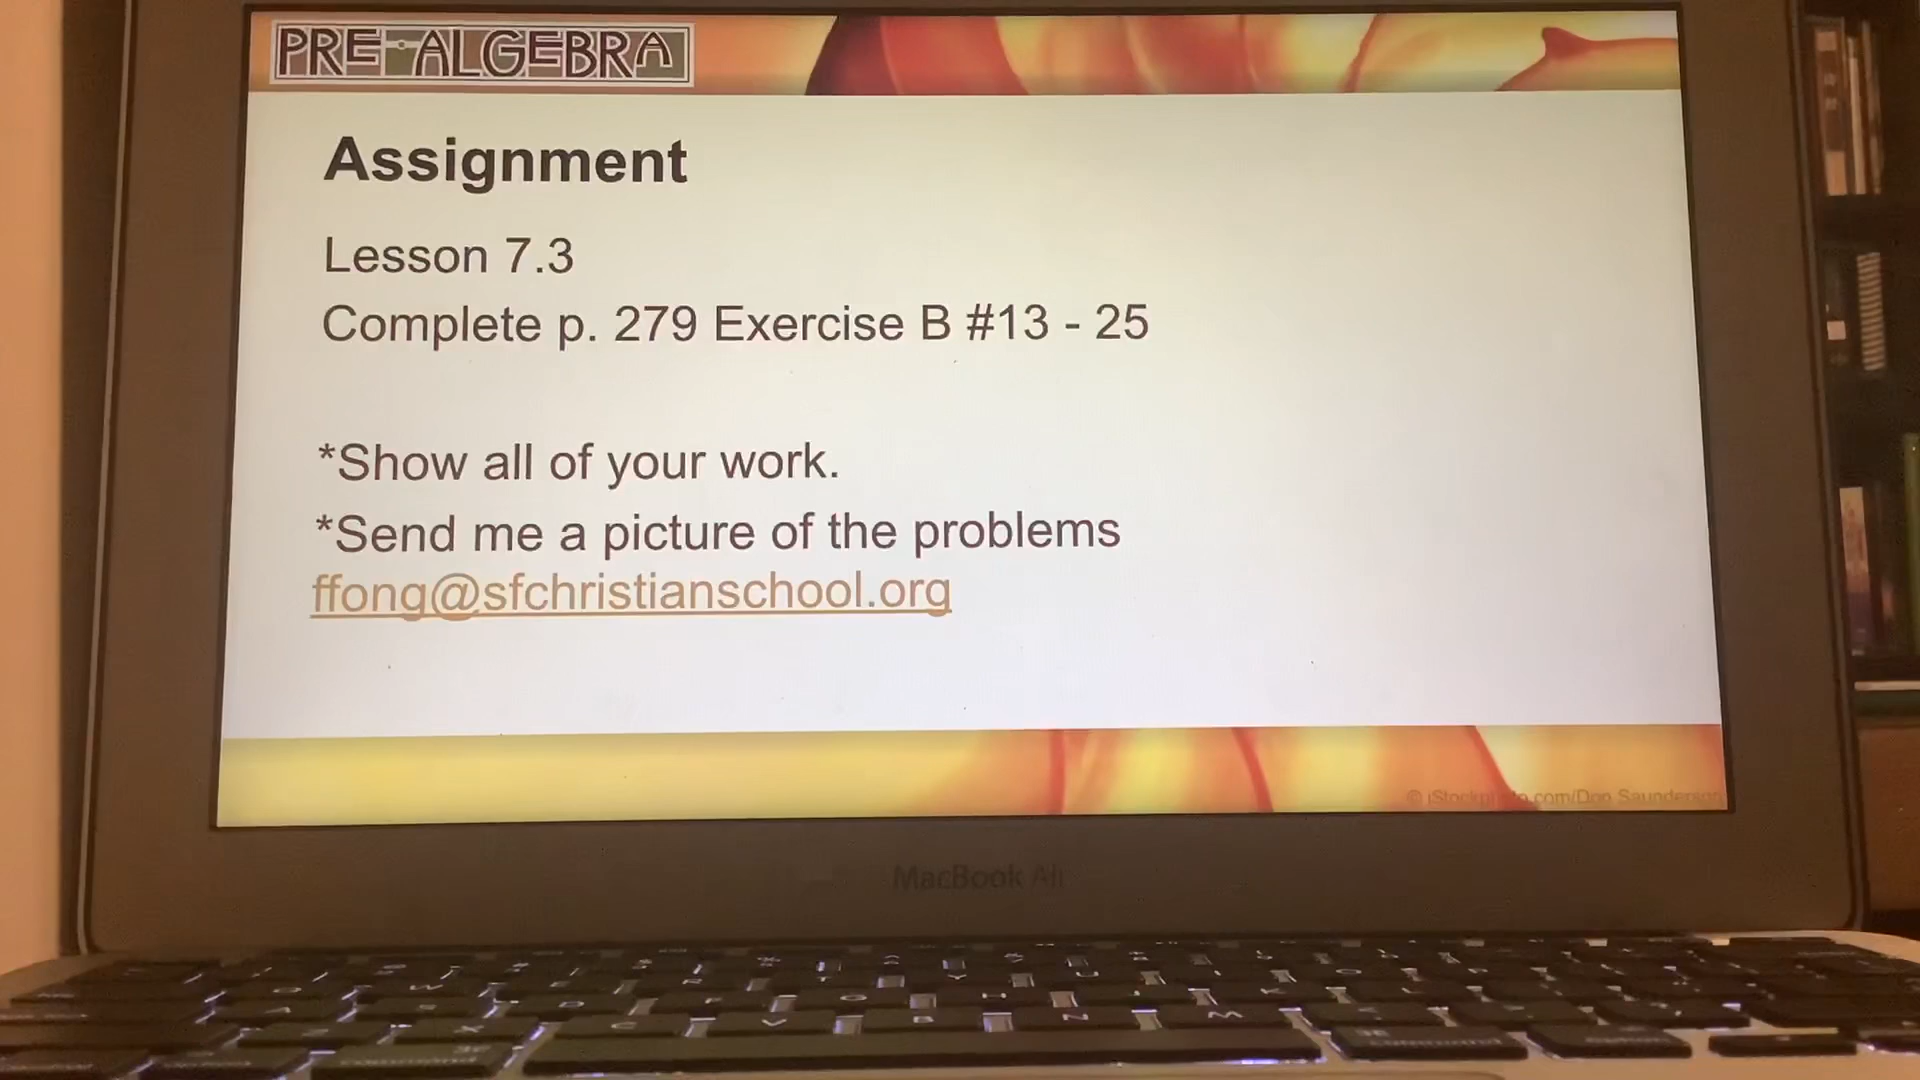 PRE-ALGEBRA
Assignment
Lesson 7.3
Complete p. 279 Exercise B #13 - 25
*Show all of your work.
*Send me a picture of the problems
ffong@sfchristianschool.org
MacBook Air